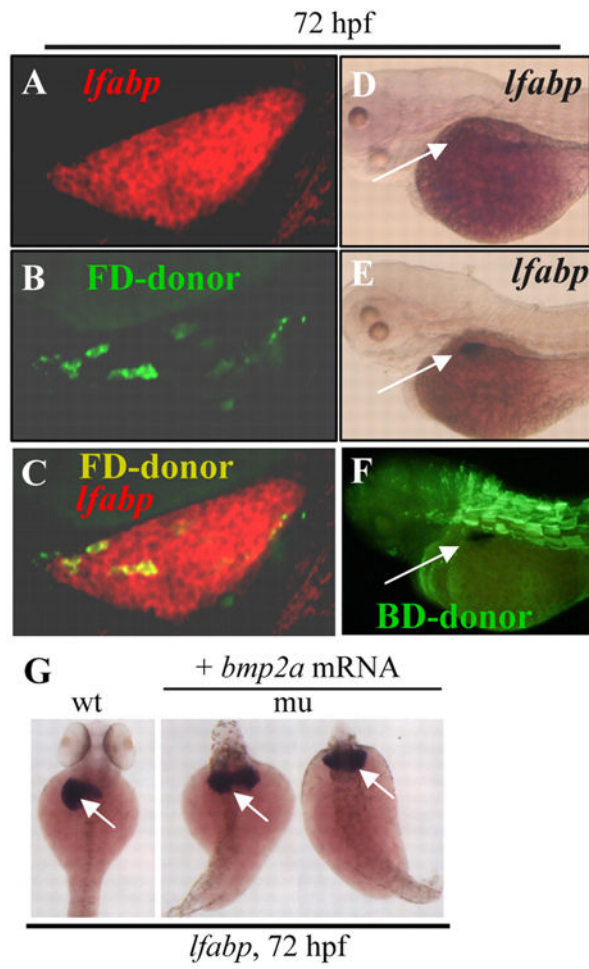 72 hpf
A lfabp
D lfabp
B FD-donor
E lfabp
C FD-donor
lfabp
F
BD-donor
G
+ bmp2a mRNA
wt mu
lfabp, 72 hpf